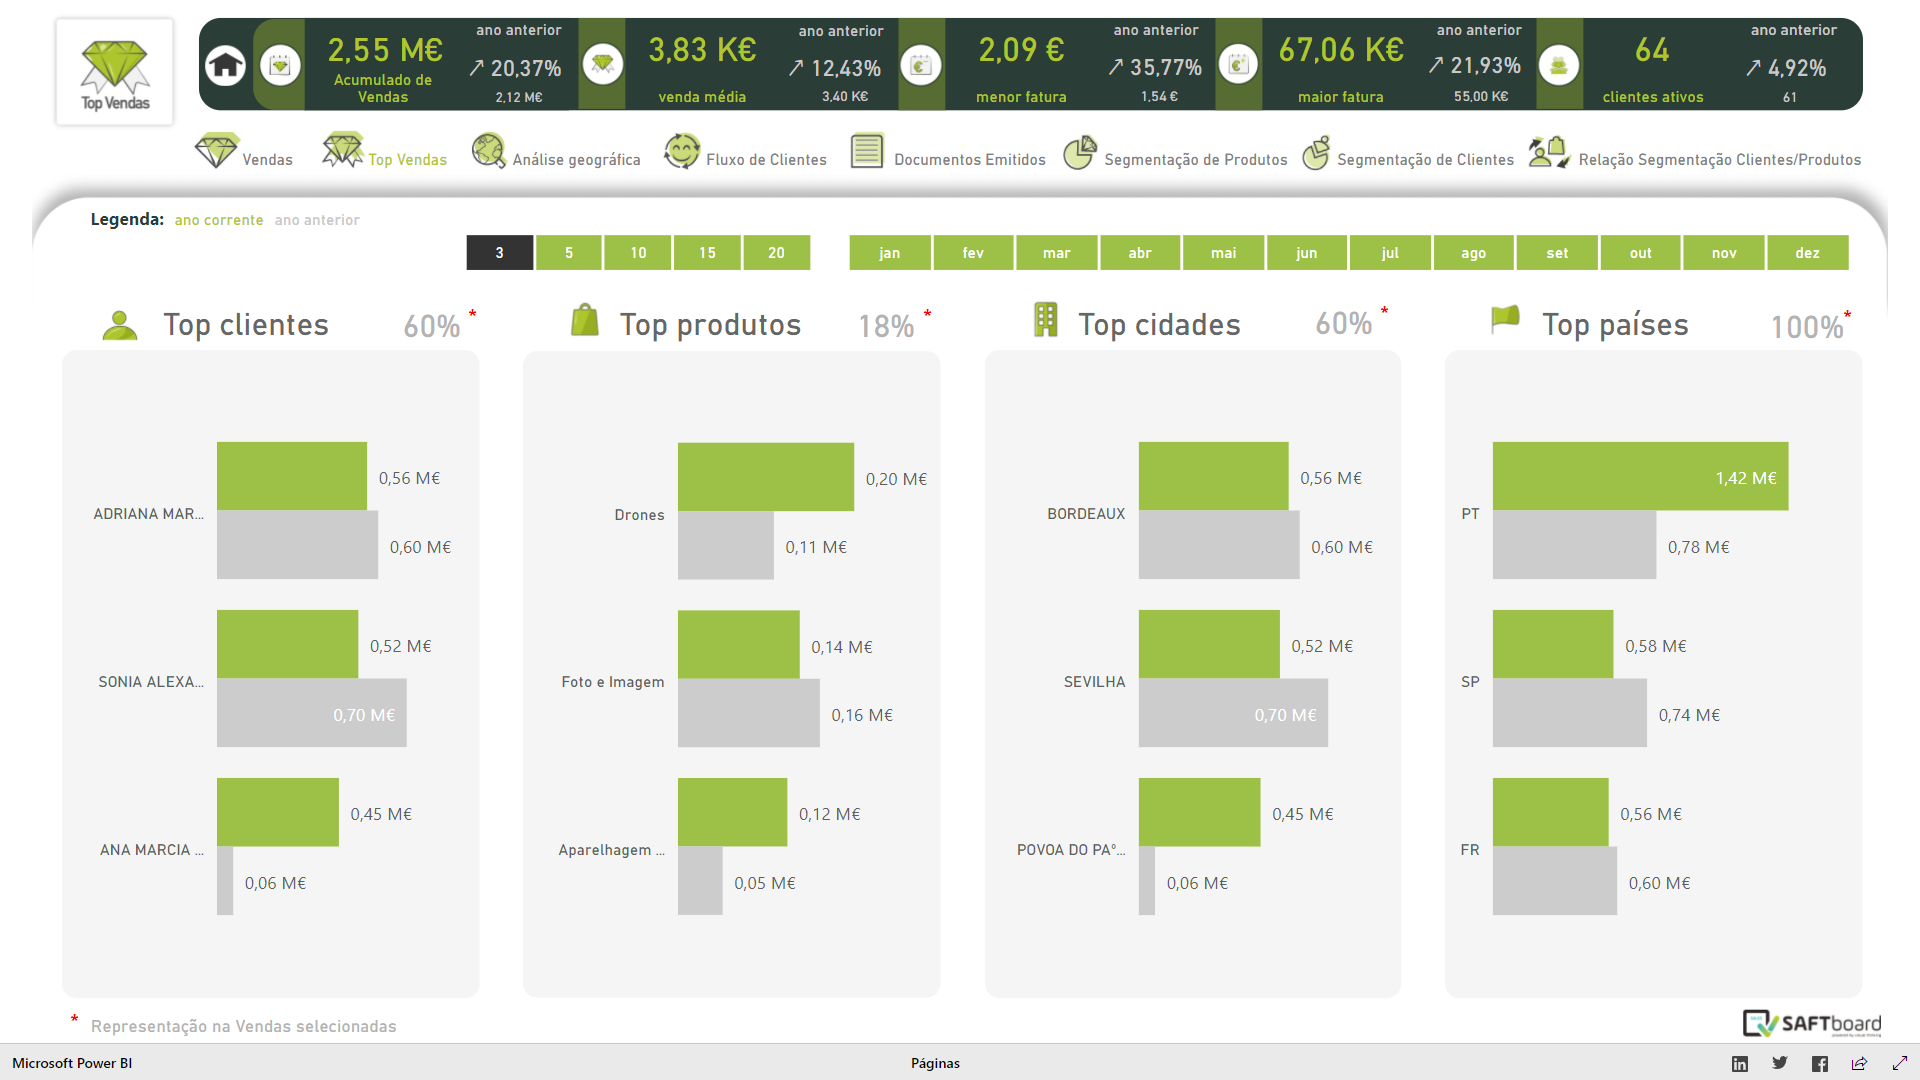 Top Vendas
2,55 M€
Acumulado de
Vendas
ano anterior
20,37%
2,12 M€
3,83 K€
venda média
ano anterior
12,43%
3,40 K€
2,09 €
menor fatura
ano anterior
35,77%
1,54 €
67,06 K€
maior fatura
ano anterior
21,93%
55,00 K€
64
clientes ativos
ano anterior
4,92%
61
Vendas
Top Vendas
Análise geográfica
Fluxo de Clientes
Documentos Emitidos
Segmentação de Produtos
Segmentação de Clientes
Relação Segmentação Clientes/Produtos
Legenda: ano corrente ano anterior
3 5 10 15 20
jan fev mar abr mai jun jul ago set out nov dez
Top clientes 60% *
ADRIANA MAR...
0,56 M€
0,60 M€
SONIA ALEXA...
0,52 M€
0,70 M€
ANA MARCIA ...
0,45 M€
0,06 M€
Top produtos 18% *
Drones
0,20 M€
0,11 M€
Foto e Imagem
0,14 M€
0,16 M€
Aparelhagem ...
0,12 M€
0,05 M€
Top cidades 60% *
BORDEAUX
0,56 M€
0,60 M€
SEVILHA
0,52 M€
0,70 M€
POVOA DO PAº...
0,45 M€
0,06 M€
Top países 100% *
PT
1,42 M€
0,78 M€
SP
0,58 M€
0,74 M€
FR
0,56 M€
0,60 M€
* Representação na Vendas selecionadas
SAFTboard
Microsoft Power BI
Páginas